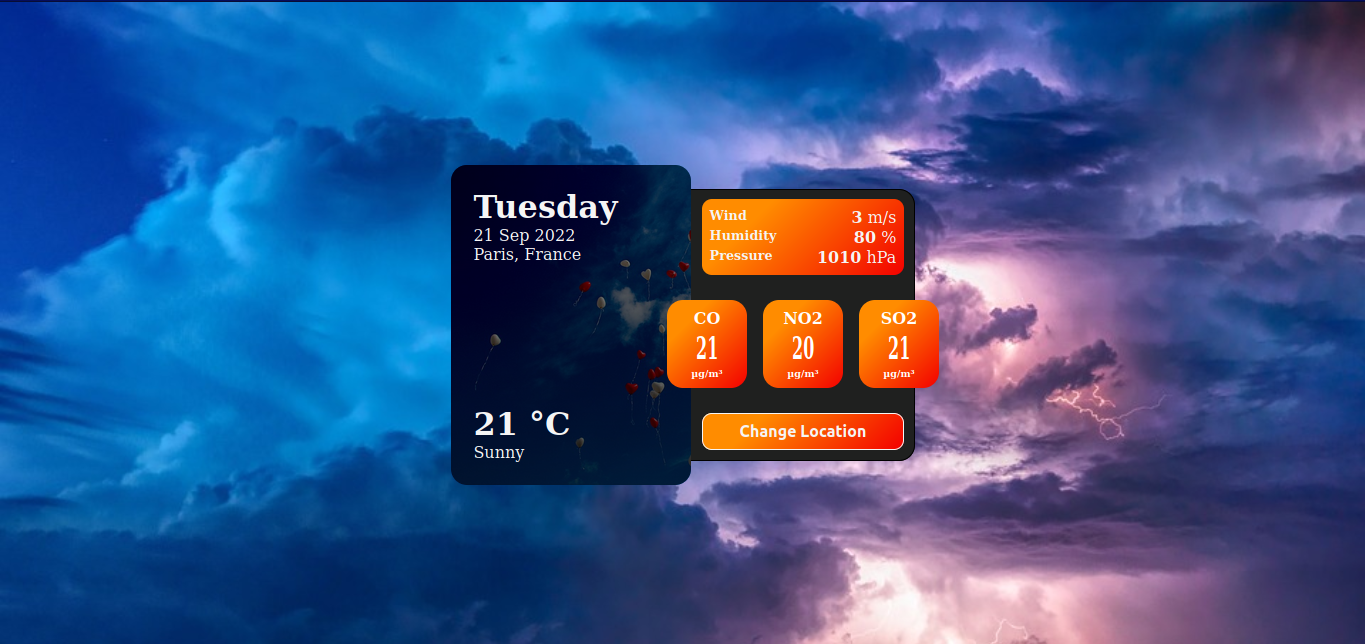 Tuesday
21 Sep 2022
Paris, France
21 °C
Sunny
Wind 3 m/s
Humidity 80 %
Pressure 1010 hPa
CO NO2 SO2
21 20 21
µg/m³ µg/m³ µg/m³
Change Location